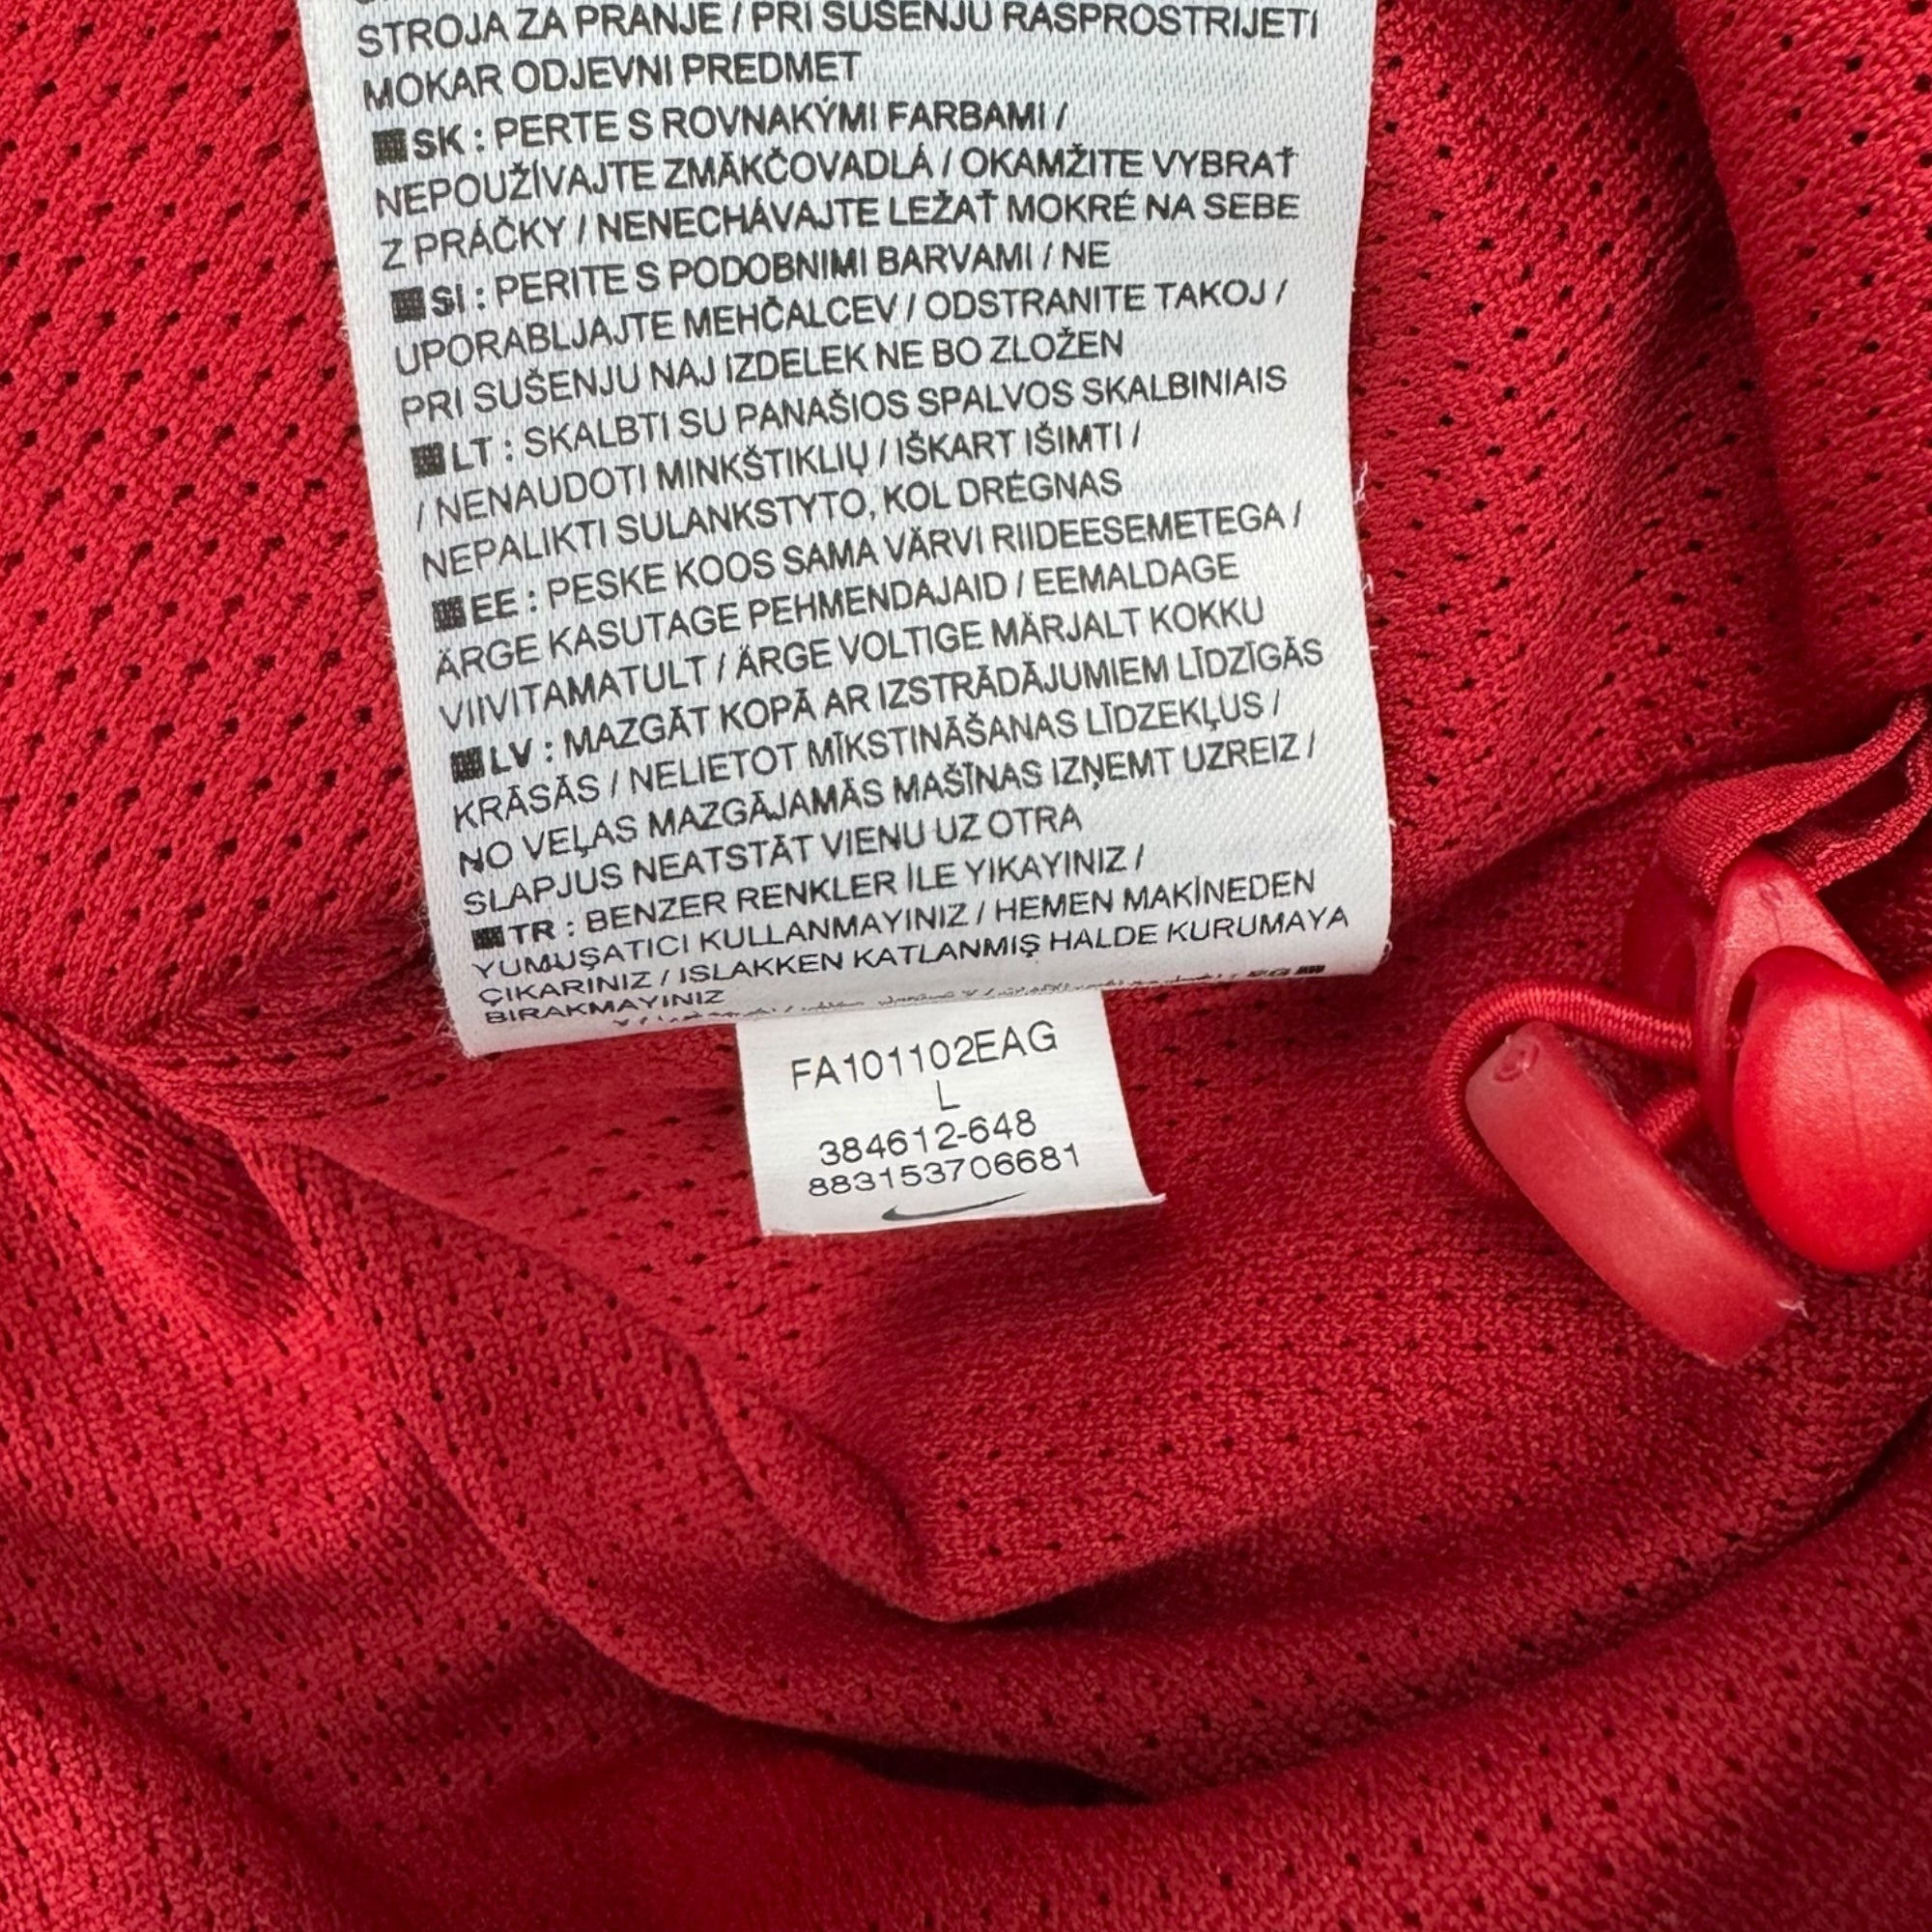 STROJA ZA PRANJE / PRI SUŠENJU RASPROSTRIJETI
MOKAR ODJEVNI PREDMET
SK : PERTE S ROVNAKÝMI FARBAMI /
NEPOUŽÍVAJTE ZMÄKČOVADLÁ / OKAMŽITE VYBRAŤ
Z PRÁČKY / NENECHÁVAJTE LEŽAŤ MOKRÉ NA SEBE
SI : PERITE S PODOBNIMI BARVAMI / NE
UPORABLJAJTE MEHČALCEV / ODSTRANITE TAKOJ /
PRI SUŠENJU NAJ IZDELEK NE BO ZLOŽEN
LT : SKALBTI SU PANAŠIOS SPALVOS SKALBINIAIS
/ NENAUDOTI MINKŠTIKLIŲ / IŠKART IŠIMTI /
NEPALIKTI SULANKSTYTO, KOL DRĖGNAS
EE : PESKE KOOS SAMA VÄRVI RIIDEESEMETEGA /
ÄRGE KASUTAGE PEHMENDAJAID / EEMALDAGE
VIIVITAMATULT / ÄRGE VOLTIGE MÄRJALT KOKKU
LV : MAZGĀT KOPĀ AR IZSTRĀDĀJUMIEM LĪDZĪGĀS
KRĀSĀS / NELIETOT MĪKSTINĀŠANAS LĪDZEKĻUS /
NO VEĻAS MAZGĀJAMĀS MAŠĪNAS IZŅEMT UZREIZ /
SLAPJUS NEATSTĀT VIENU UZ OTRA
TR : BENZER RENKLER İLE YIKAYINIZ /
YUMUŞATICI KULLANMAYINIZ / HEMEN MAKİNEDEN
ÇIKARINIZ / ISLAKKEN KATLANMIŞ HALDE KURUMAYA
BIRAKMAYINIZ
FA101102EAG
L
384612-648
883153706681